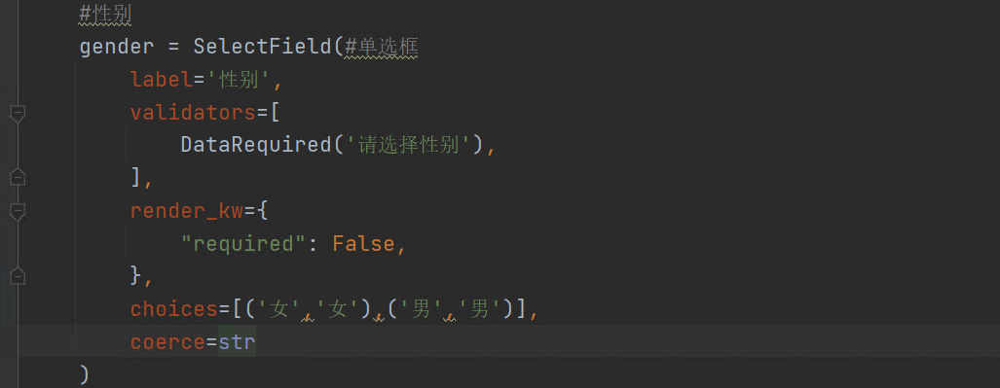 #性别
gender = SelectField(#单选框
label='性别',
validators=[
DataRequired('请选择性别'),
],
render_kw={
"required": False,
},
choices=[('女','女'),('男','男')],
coerce=str
)